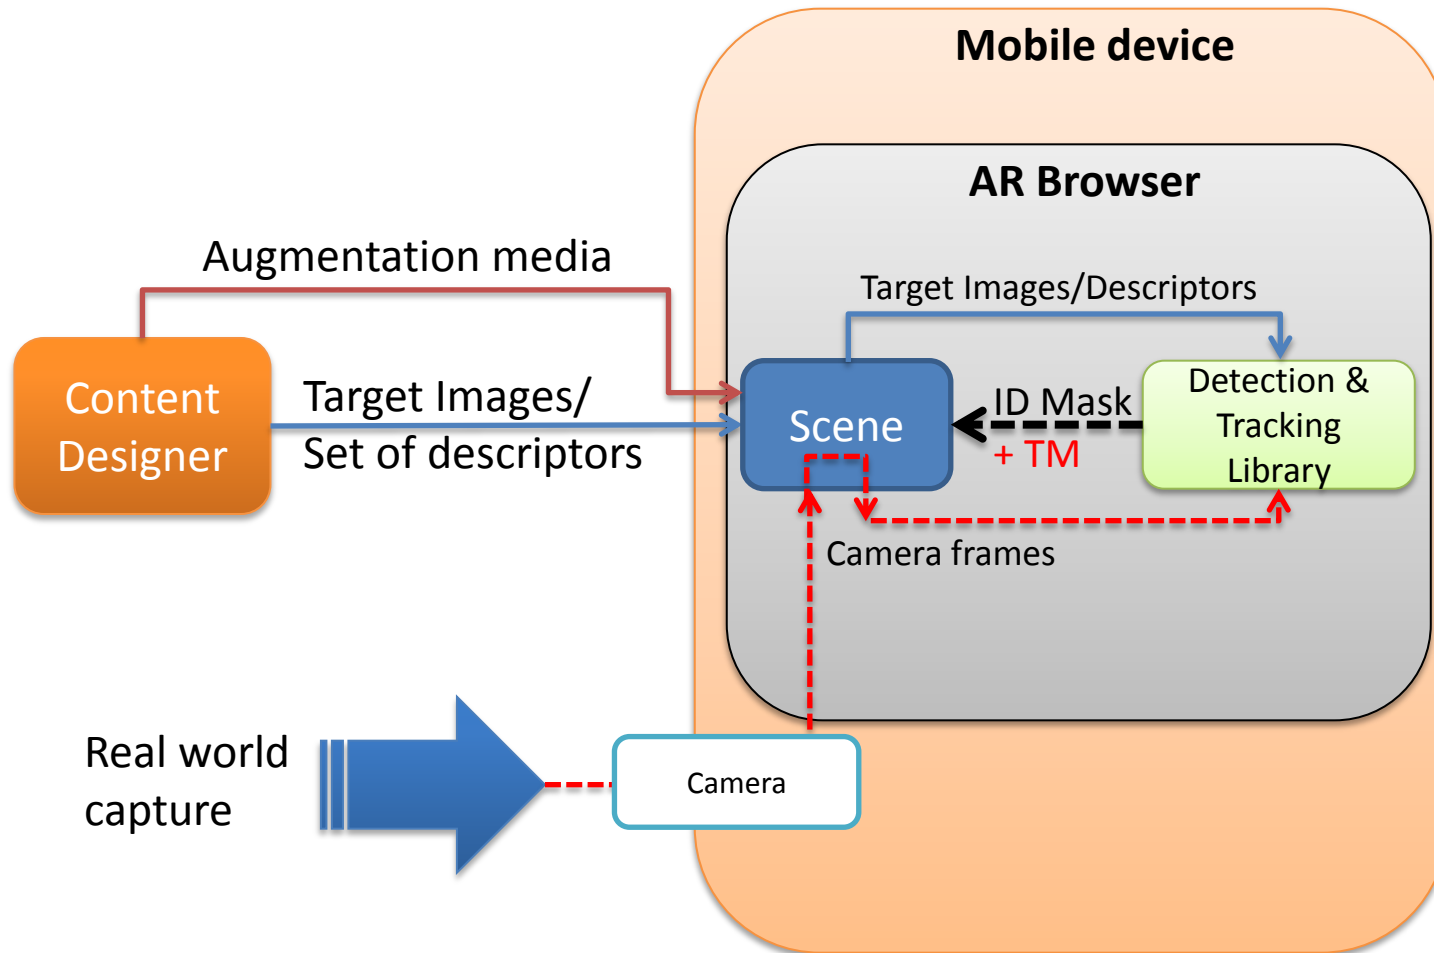 Mobile device
AR Browser
Augmentation media
Target Images/Descriptors
Content
Designer
Target Images/
Set of descriptors
Scene
ID Mask
+ TM
Detection &
Tracking
Library
Camera frames
Real world
capture
Camera